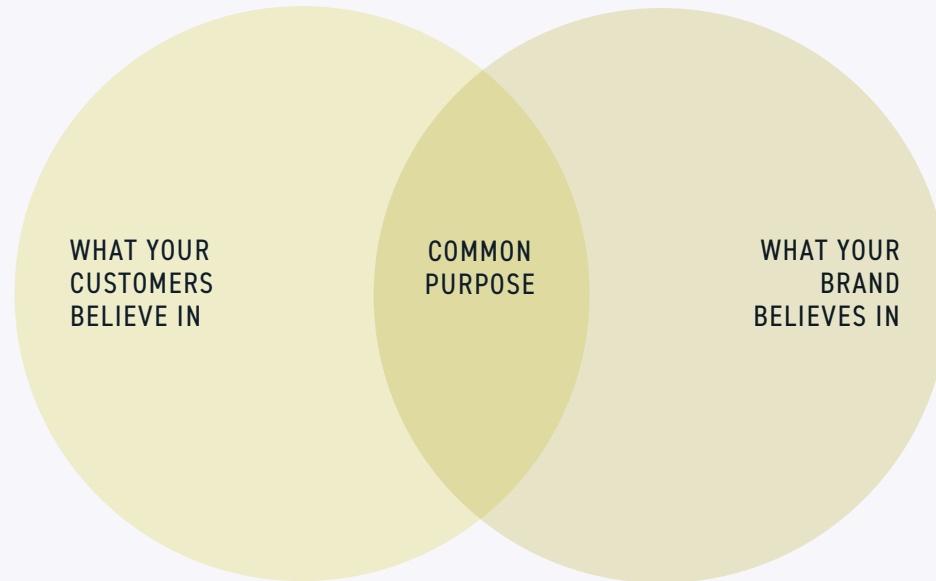 WHAT YOUR
CUSTOMERS
BELIEVE IN
COMMON
PURPOSE
WHAT YOUR
BRAND
BELIEVES IN